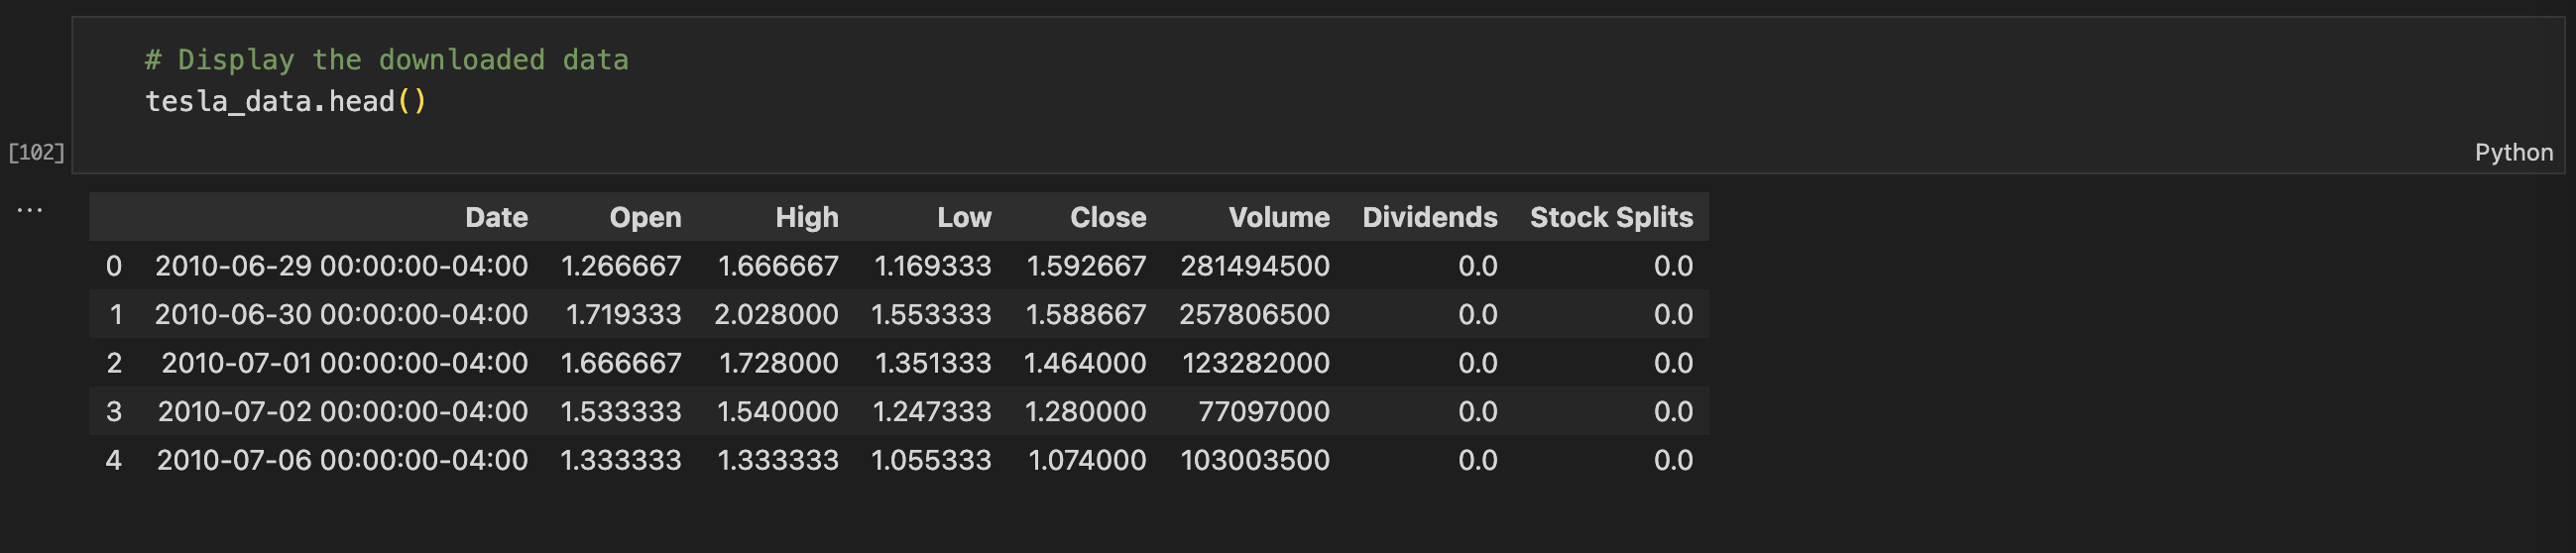 # Display the downloaded data
tesla_data.head()
[102]
Python
...
Date Open High Low Close Volume Dividends Stock Splits
0 2010-06-29 00:00:00-04:00 1.266667 1.666667 1.169333 1.592667 281494500 0.0 0.0
1 2010-06-30 00:00:00-04:00 1.719333 2.028000 1.553333 1.588667 257806500 0.0 0.0
2 2010-07-01 00:00:00-04:00 1.666667 1.728000 1.351333 1.464000 123282000 0.0 0.0
3 2010-07-02 00:00:00-04:00 1.533333 1.540000 1.247333 1.280000 77097000 0.0 0.0
4 2010-07-06 00:00:00-04:00 1.333333 1.333333 1.055333 1.074000 103003500 0.0 0.0